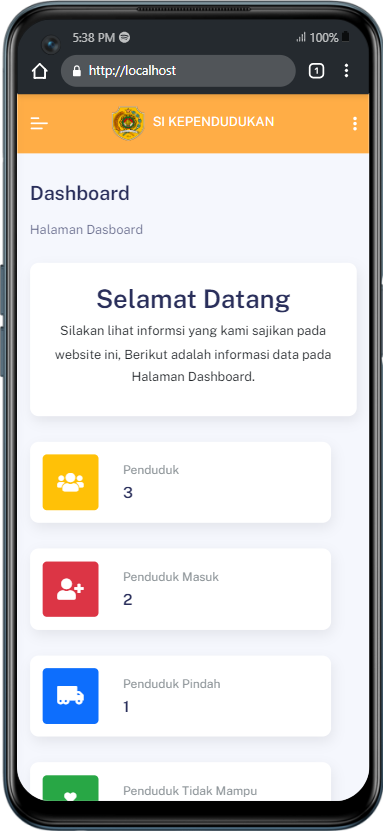 5:38 PM
100%
http://localhost
1
SI KEPENDUDUKAN
Dashboard
Halaman Dasboard
Selamat Datang
Silakan lihat informsi yang kami sajikan pada
website ini, Berikut adalah informasi data pada
Halaman Dashboard.
Penduduk
3
Penduduk Masuk
2
Penduduk Pindah
1
Penduduk Tidak Mampu